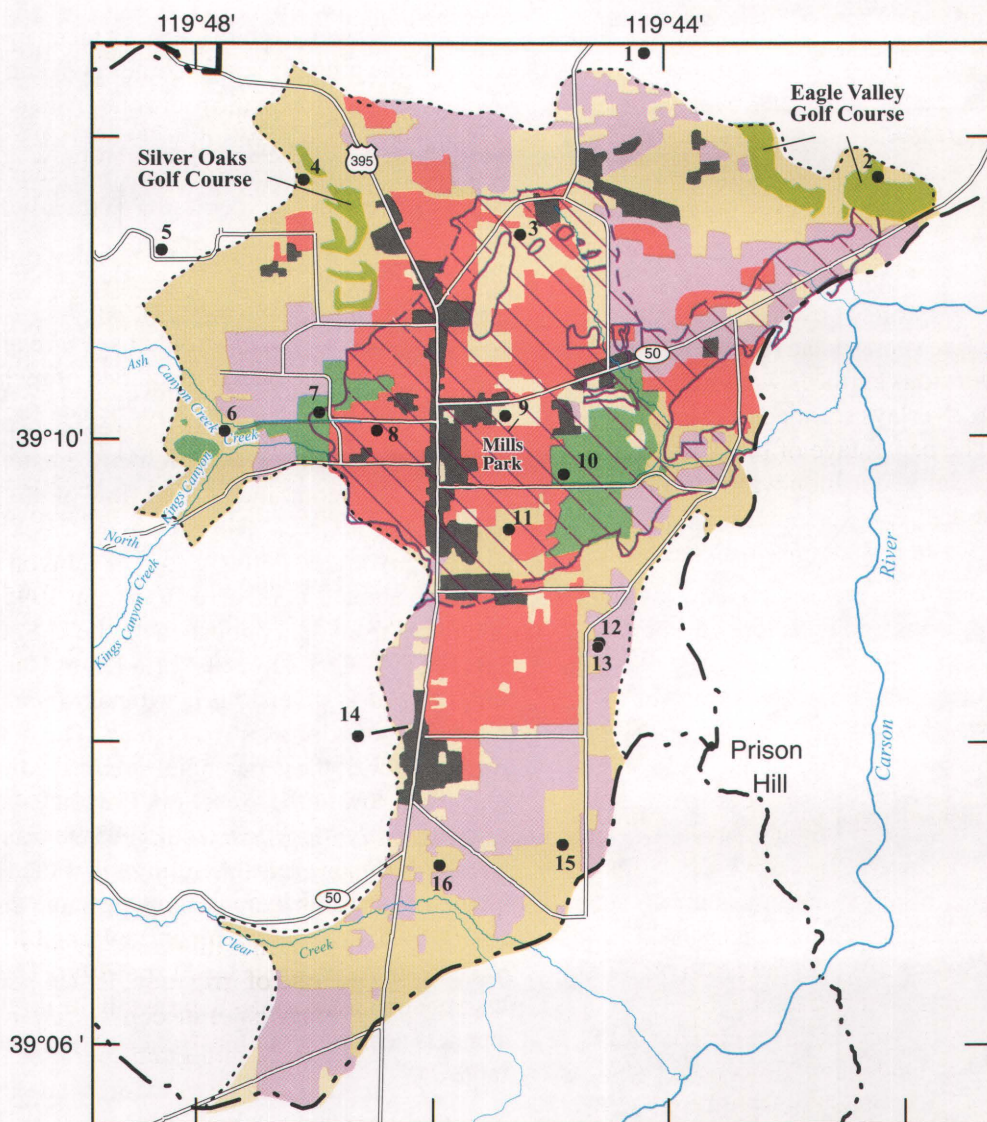 119°48'
119°44'
1
Eagle Valley
Golf Course
Silver Oaks
Golf Course
395
4
2
5
3
50
Ash
Canyon Creek
7
6
Creek
8
9
39°10'
Mills
Park
10
Kings Canyon
11
North
River
Kings Canyon Creek
12
13
14
Carson
Prison
Hill
15
16
50
Clear
Creek
39°06'